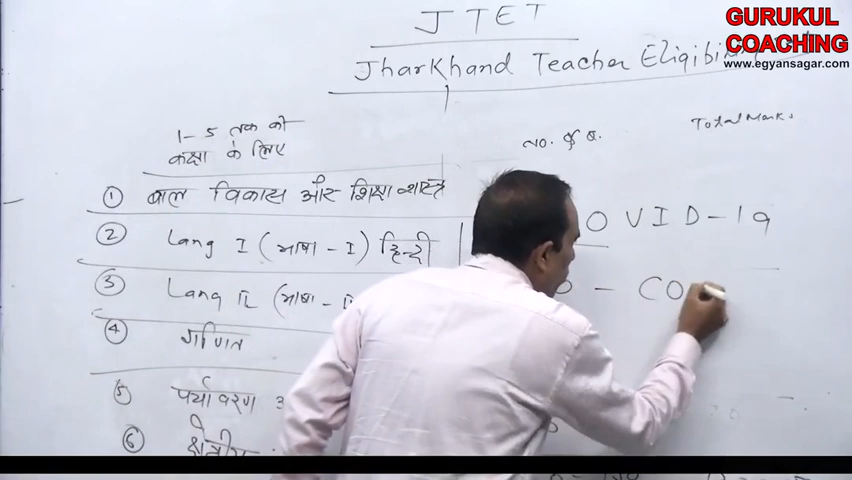 GURUKUL
COACHING
www.egyansagar.com
JTET
Jharkhand Teacher
1-5 तक की
कक्षा के लिए
No. of Q.
Total Marks
① बाल विकास और शिक्षा शास्त्र
OVID-19
② Lang I (भाषा - I) हिन्दी
③ Lang II (भाषा -
- CO
④ गणित
⑤ पर्यावरण
⑥ क्षेत्रीय